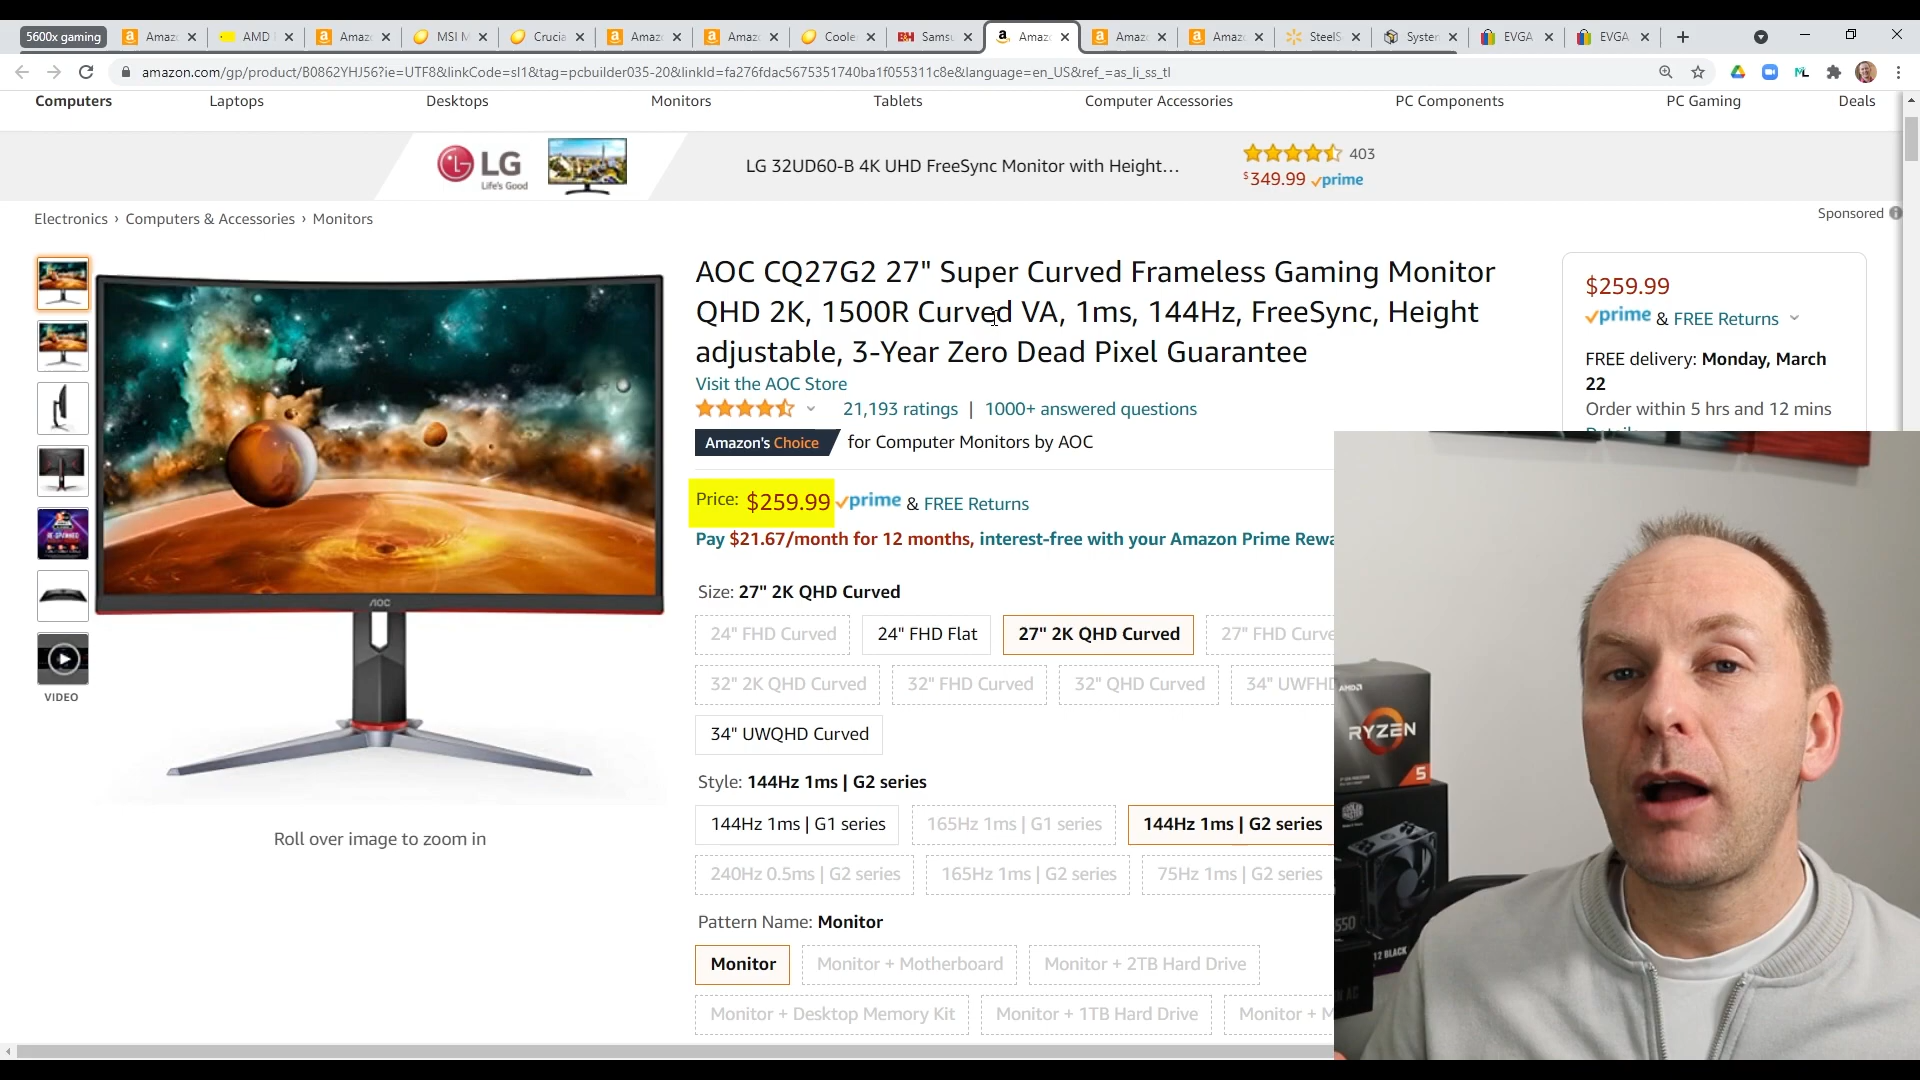 5600x gaming
Amaz
AMD
Amaz
MSI M
Crucia
Amaz
Amaz
Coole
B&H
Sams
Amaz
Amaz
Amaz
SteelS
System
EVGA
EVGA
amazon.com/gp/product/B0862YHJ56?ie=UTF8&linkCode=sl1&tag=pcbuilder035-20&linkId=fa276fdac5675351740ba1f055311c8e&language=en_US&ref_=as_li_ss_tl
Computers Laptops Desktops Monitors Tablets Computer Accessories PC Components PC Gaming Deals
LG
Life's Good
LG 32UD60-B 4K UHD FreeSync Monitor with Height…
403
$349.99 prime
Sponsored
Electronics › Computers & Accessories › Monitors
AOC CQ27G2 27" Super Curved Frameless Gaming Monitor
QHD 2K, 1500R Curved VA, 1ms, 144Hz, FreeSync, Height
adjustable, 3-Year Zero Dead Pixel Guarantee
Visit the AOC Store
21,193 ratings | 1000+ answered questions
Amazon's Choice for Computer Monitors by AOC
Price: $259.99 prime & FREE Returns
Pay $21.67/month for 12 months, interest-free with your Amazon Prime Rewa
Size: 27" 2K QHD Curved
24" FHD Curved 24" FHD Flat 27" 2K QHD Curved 27" FHD Curve
32" 2K QHD Curved 32" FHD Curved 32" QHD Curved 34" UWFHD
34" UWQHD Curved
Style: 144Hz 1ms | G2 series
144Hz 1ms | G1 series 165Hz 1ms | G1 series 144Hz 1ms | G2 series
240Hz 0.5ms | G2 series 165Hz 1ms | G2 series 75Hz 1ms | G2 series
Pattern Name: Monitor
Monitor Monitor + Motherboard Monitor + 2TB Hard Drive
Monitor + Desktop Memory Kit Monitor + 1TB Hard Drive Monitor + M
$259.99
prime & FREE Returns
FREE delivery: Monday, March
22
Order within 5 hrs and 12 mins
AOC
VIDEO
Roll over image to zoom in
AMD
RYZEN
5
12 BLACK